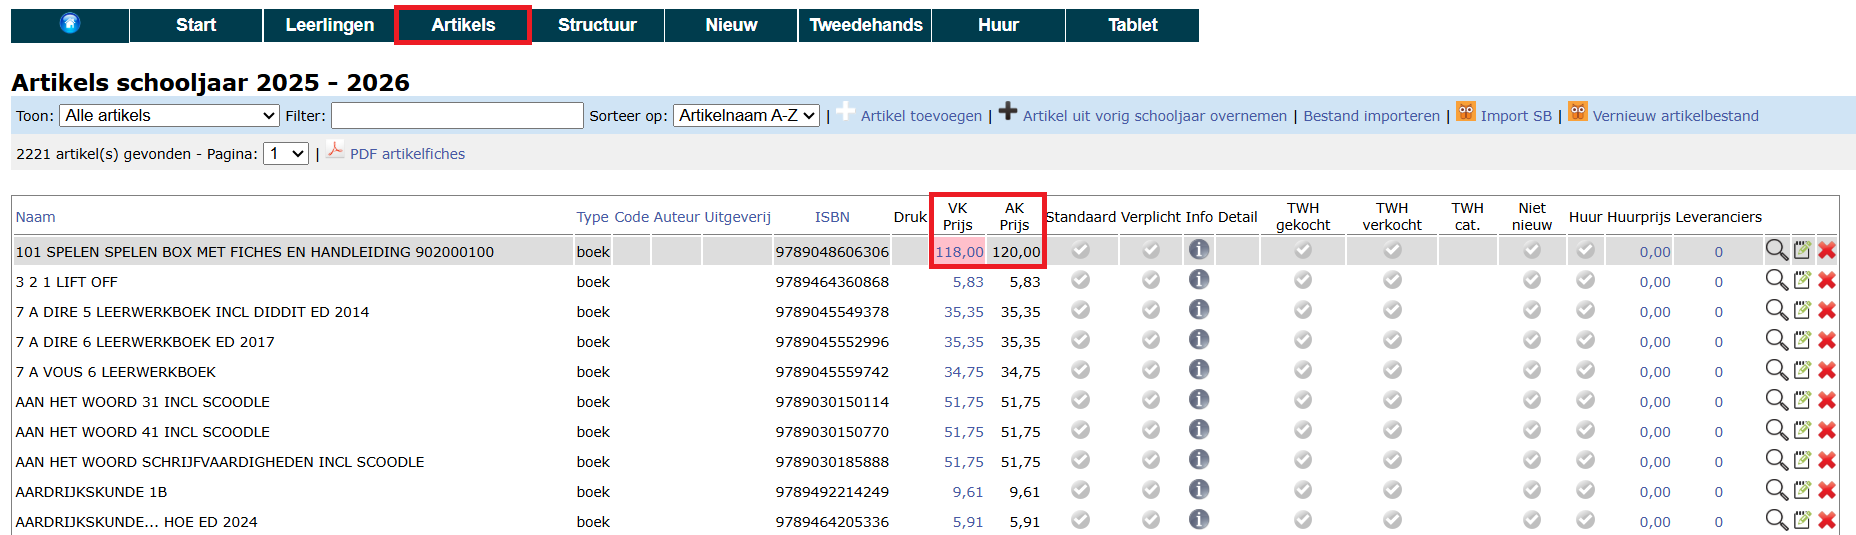 Start Leerlingen Artikels Structuur Nieuw Tweedehands Huur Tablet
Artikels schooljaar 2025 - 2026
Toon: Alle artikels Filter: Sorteer op: Artikelnaam A-Z | Artikel toevoegen | Artikel uit vorig schooljaar overnemen | Bestand importeren | Import SB | Vernieuw artikelbestand
2221 artikel(s) gevonden - Pagina: 1 | PDF artikelfiches
Naam Type Code Auteur Uitgeverij ISBN Druk VK Prijs AK Prijs Standaard Verplicht Info Detail TWH gekocht TWH verkocht TWH cat. Niet nieuw Huur Huurprijs Leveranciers
101 SPELEN SPELEN BOX MET FICHES EN HANDLEIDING 902000100 boek 9789048606306 118,00 120,00 0,00 0
3 2 1 LIFT OFF boek 9789464360868 5,83 5,83 0,00 0
7 A DIRE 5 LEERWERKBOEK INCL DIDDIT ED 2014 boek 9789045549378 35,35 35,35 0,00 0
7 A DIRE 6 LEERWERKBOEK ED 2017 boek 9789045552996 35,35 35,35 0,00 0
7 A VOUS 6 LEERWERKBOEK boek 9789045559742 34,75 34,75 0,00 0
AAN HET WOORD 31 INCL SCOODLE boek 9789030150114 51,75 51,75 0,00 0
AAN HET WOORD 41 INCL SCOODLE boek 9789030150770 51,75 51,75 0,00 0
AAN HET WOORD SCHRIJFVAARDIGHEDEN INCL SCOODLE boek 9789030185888 51,75 51,75 0,00 0
AARDRIJKSKUNDE 1B boek 9789492214249 9,61 9,61 0,00 0
AARDRIJKSKUNDE... HOE ED 2024 boek 9789464205336 5,91 5,91 0,00 0